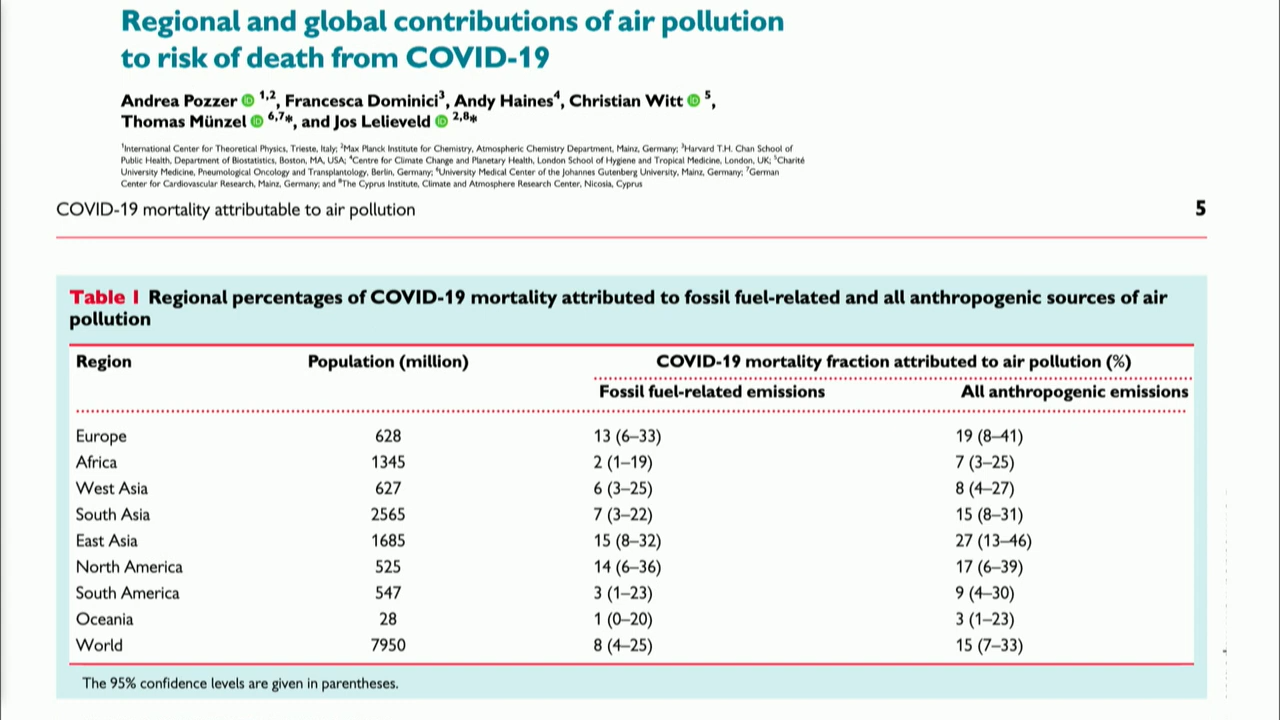 Regional and global contributions of air pollution
to risk of death from COVID-19
Andrea Pozzer 1,2, Francesca Dominici3, Andy Haines4, Christian Witt 5,
Thomas Münzel 6,7*, and Jos Lelieveld 2,8*
1International Center for Theoretical Physics, Trieste, Italy; 2Max Planck Institute for Chemistry, Atmospheric Chemistry Department, Mainz, Germany; 3Harvard T.H. Chan School of
Public Health, Department of Biostatistics, Boston, MA, USA; 4Centre for Climate Change and Planetary Health, London School of Hygiene and Tropical Medicine, London, UK; 5Charité
University Medicine, Pneumological Oncology and Transplantology, Berlin, Germany; 6University Medical Center of the Johannes Gutenberg University, Mainz, Germany; 7German
Center for Cardiovascular Research, Mainz, Germany; and 8The Cyprus Institute, Climate and Atmosphere Research Center, Nicosia, Cyprus
COVID-19 mortality attributable to air pollution 5
Table 1 Regional percentages of COVID-19 mortality attributed to fossil fuel-related and all anthropogenic sources of air
pollution
Region Population (million) COVID-19 mortality fraction attributed to air pollution (%)
Fossil fuel-related emissions All anthropogenic emissions
Europe 628 13 (6–33) 19 (8–41)
Africa 1345 2 (1–19) 7 (3–25)
West Asia 627 6 (3–25) 8 (4–27)
South Asia 2565 7 (3–22) 15 (8–31)
East Asia 1685 15 (8–32) 27 (13–46)
North America 525 14 (6–36) 17 (6–39)
South America 547 3 (1–23) 9 (4–30)
Oceania 28 1 (0–20) 3 (1–23)
World 7950 8 (4–25) 15 (7–33)
The 95% confidence levels are given in parentheses.